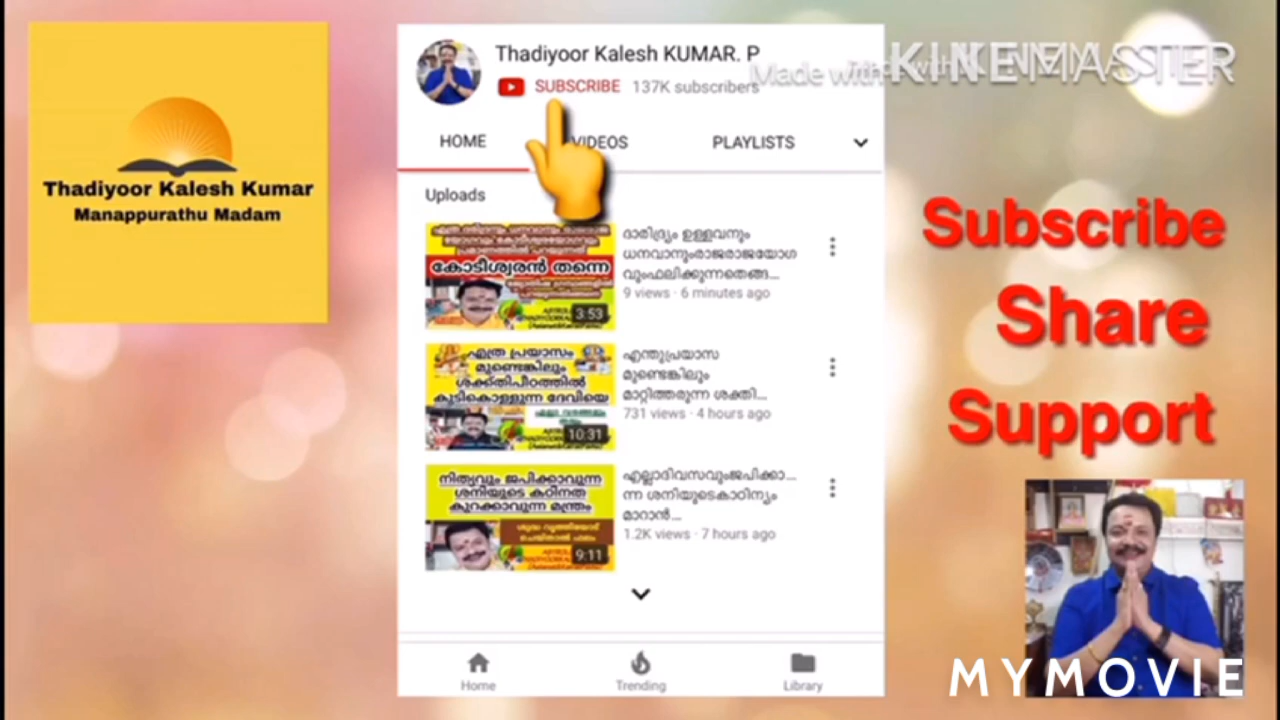 Thadiyoor Kalesh Kumar
Manappurathu Madam
Thadiyoor Kalesh KUMAR. P
SUBSCRIBE 137K subscribers
Made with KINEMASTER
HOME VIDEOS PLAYLISTS
Uploads
കോടീശ്വരൻ തന്നെ
3:53
ദാരിദ്ര്യം ഉള്ളവനും
ധനവാനുംരാജരാജയോഗ
വുംഫലിക്കുന്നതെങ്ങ...
9 views · 6 minutes ago
എത്ര പ്രയാസം
മുണ്ടെങ്കിലും
ശക്തിപീഠത്തിൽ
കുടികൊള്ളുന്ന ദേവിയെ
10:31
എന്തുപ്രയാസ
മുണ്ടെങ്കിലും
മാറ്റിത്തരുന്ന ശക്തി...
731 views · 4 hours ago
നിത്യവും ജപിക്കാവുന്ന
ശനിയുടെ കഠിനത
കുറക്കാവുന്ന മന്ത്രം
9:11
എല്ലാദിവസവുംജപിക്കാ...
ന്ന ശനിയുടെകാഠിന്യം
മാറാൻ...
1.2K views · 7 hours ago
Home Trending Library
Subscribe
Share
Support
MYMOVIE